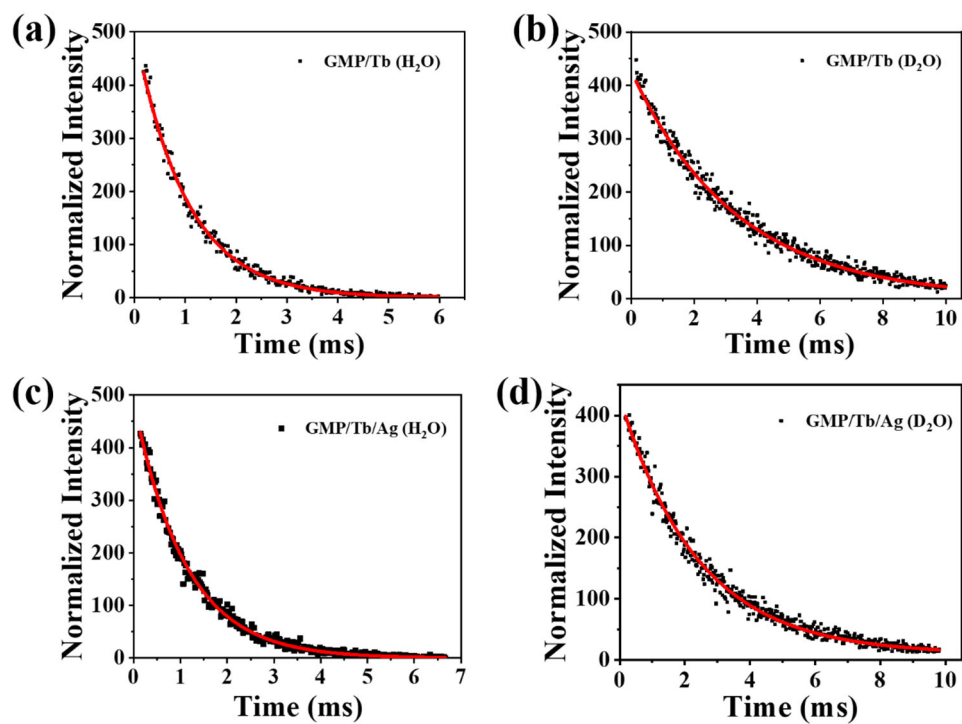 (a)
500
400
300
200
100
0
0 1 2 3 4 5 6
Normalized Intensity
Time (ms)
GMP/Tb (H₂O)
(b)
500
400
300
200
100
0
0 2 4 6 8 10
Normalized Intensity
Time (ms)
GMP/Tb (D₂O)
(c)
500
400
300
200
100
0
0 1 2 3 4 5 6 7
Normalized Intensity
Time (ms)
GMP/Tb/Ag (H₂O)
(d)
400
300
200
100
0
0 2 4 6 8 10
Normalized Intensity
Time (ms)
GMP/Tb/Ag (D₂O)